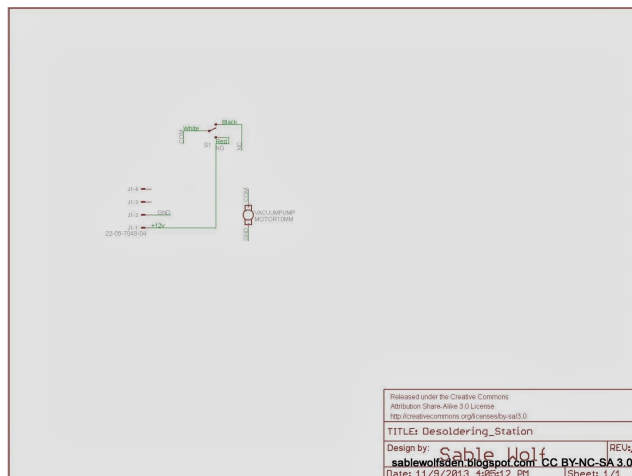 Black
White
COM
S1
Red
NO
NC
J1-4
J1-3
J1-2
GND
J1-1
+12v
22-05-7048-04
COM
VACUUMPUMP
MOTOR10MM
GND
Released under the Creative Commons
Attribution Share-Alike 3.0 License
http://creativecommons.org/licenses/by-sa/3.0
TITLE: Desoldering_Station
Design by: Sable Wolf
REV:
sablewolfsden.blogspot.com CC BY-NC-SA 3.0
Date: 11/9/2013 4:05:12 PM
Sheet: 1/1